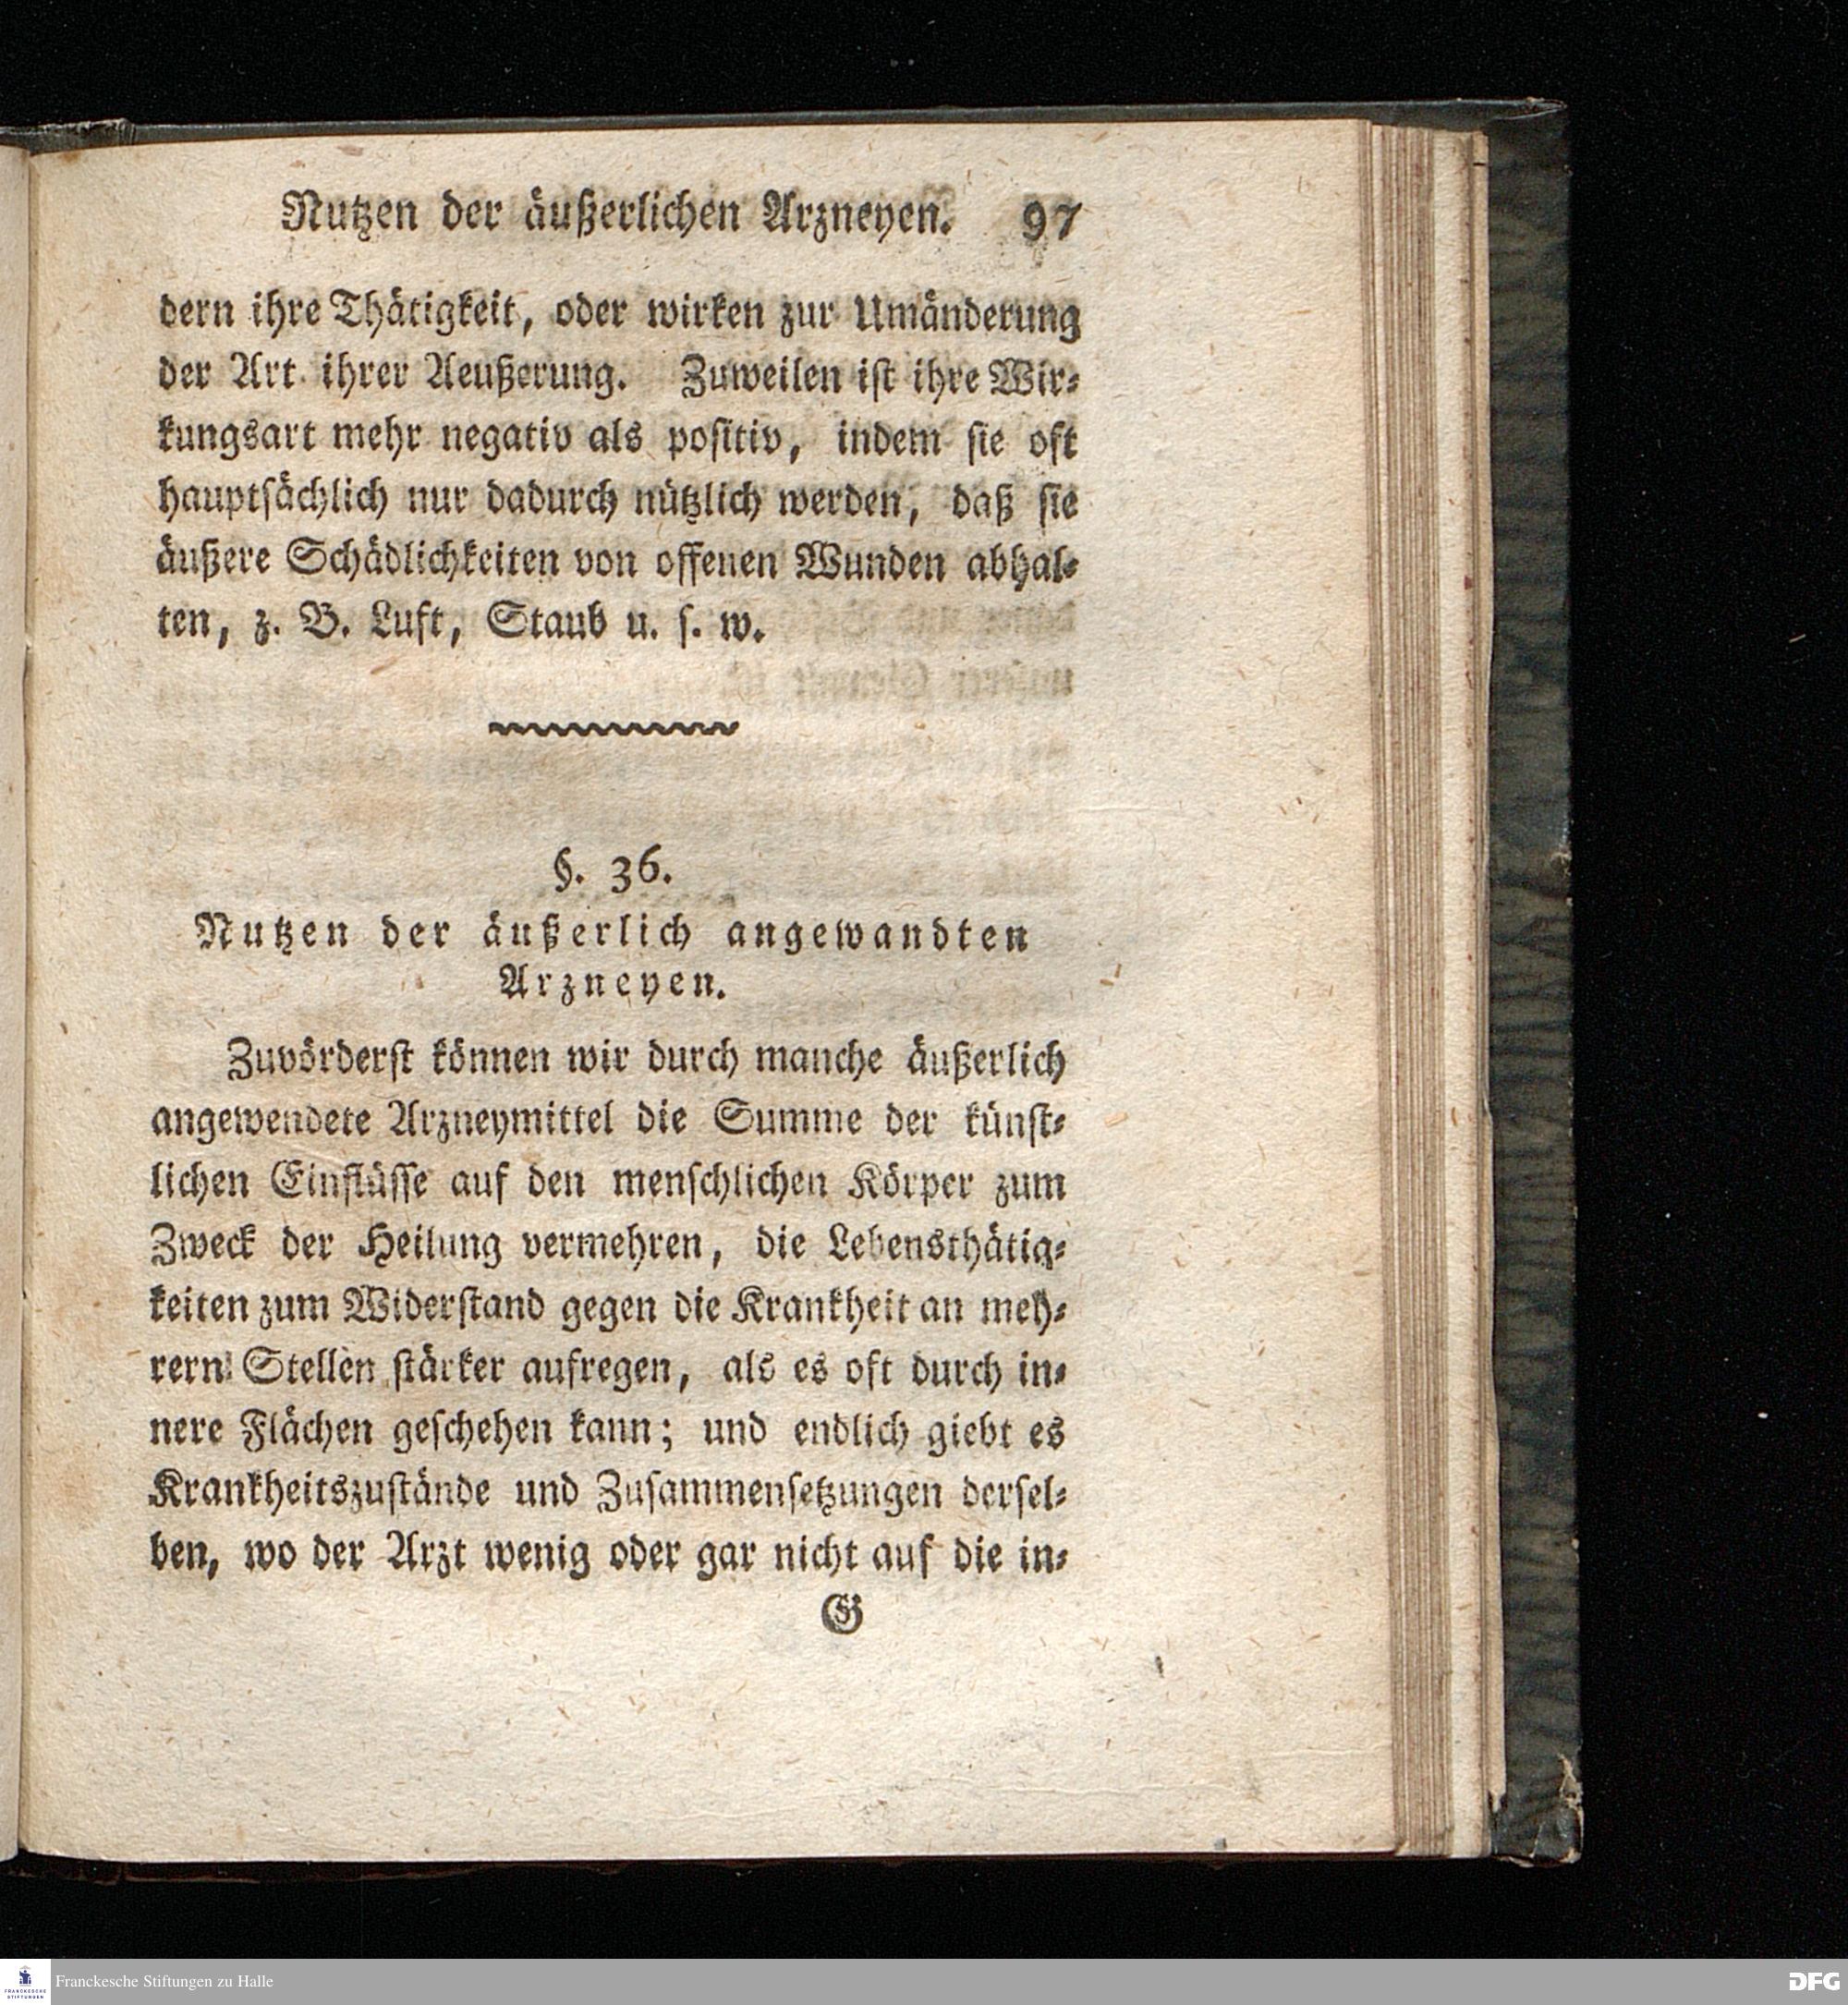 Nutzen der äußerlichen Arzneyen. 97
dern ihre Thätigkeit, oder wirken zur Umänderung
der Art ihrer Aeußerung. Zuweilen iſt ihre Wir⸗
kungsart mehr negativ als poſitiv, indem ſie oft
hauptſächlich nur dadurch nützlich werden, daß ſie
äußere Schädlichkeiten von offenen Wunden abhal⸗
ten, z. B. Luft, Staub u. ſ. w.
§. 36.
Nutzen der äußerlich angewandten
Arzneyen.
Zuvörderſt können wir durch manche äußerlich
angewendete Arzneymittel die Summe der künſt⸗
lichen Einflüſſe auf den menſchlichen Körper zum
Zweck der Heilung vermehren, die Lebensthätig⸗
keiten zum Widerſtand gegen die Krankheit an meh⸗
rern Stellen ſtärker aufregen, als es oft durch in⸗
nere Flächen geſchehen kann; und endlich giebt es
Krankheitszuſtände und Zuſammenſetzungen derſel⸗
ben, wo der Arzt wenig oder gar nicht auf die in⸗
G
FRANCKESCHE
STIFTUNGEN
Franckesche Stiftungen zu Halle
DFG